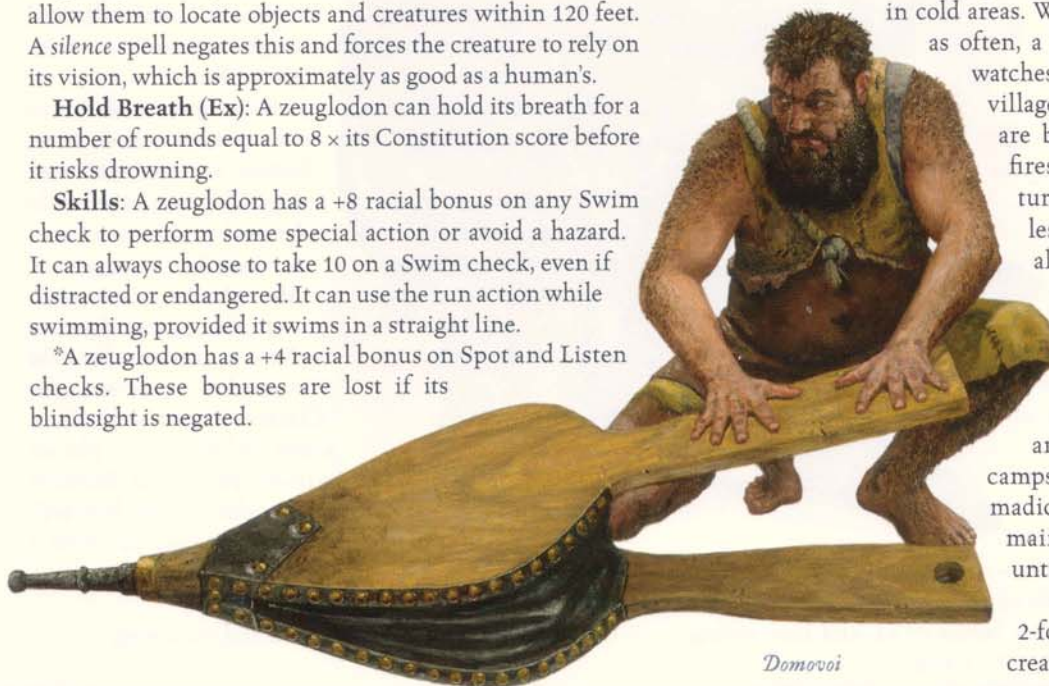 allow them to locate objects and creatures within 120 feet.
A silence spell negates this and forces the creature to rely on
its vision, which is approximately as good as a human's.
Hold Breath (Ex): A zeuglodon can hold its breath for a
number of rounds equal to 8 × its Constitution score before
it risks drowning.
Skills: A zeuglodon has a +8 racial bonus on any Swim
check to perform some special action or avoid a hazard.
It can always choose to take 10 on a Swim check, even if
distracted or endangered. It can use the run action while
swimming, provided it swims in a straight line.
*A zeuglodon has a +4 racial bonus on Spot and Listen
checks. These bonuses are lost if its
blindsight is negated.
Domovoi
in cold areas. W
as often, a
watches
village
are b
fires
tur
les
al
an
camps
madic
main
unt
2-fo
crea